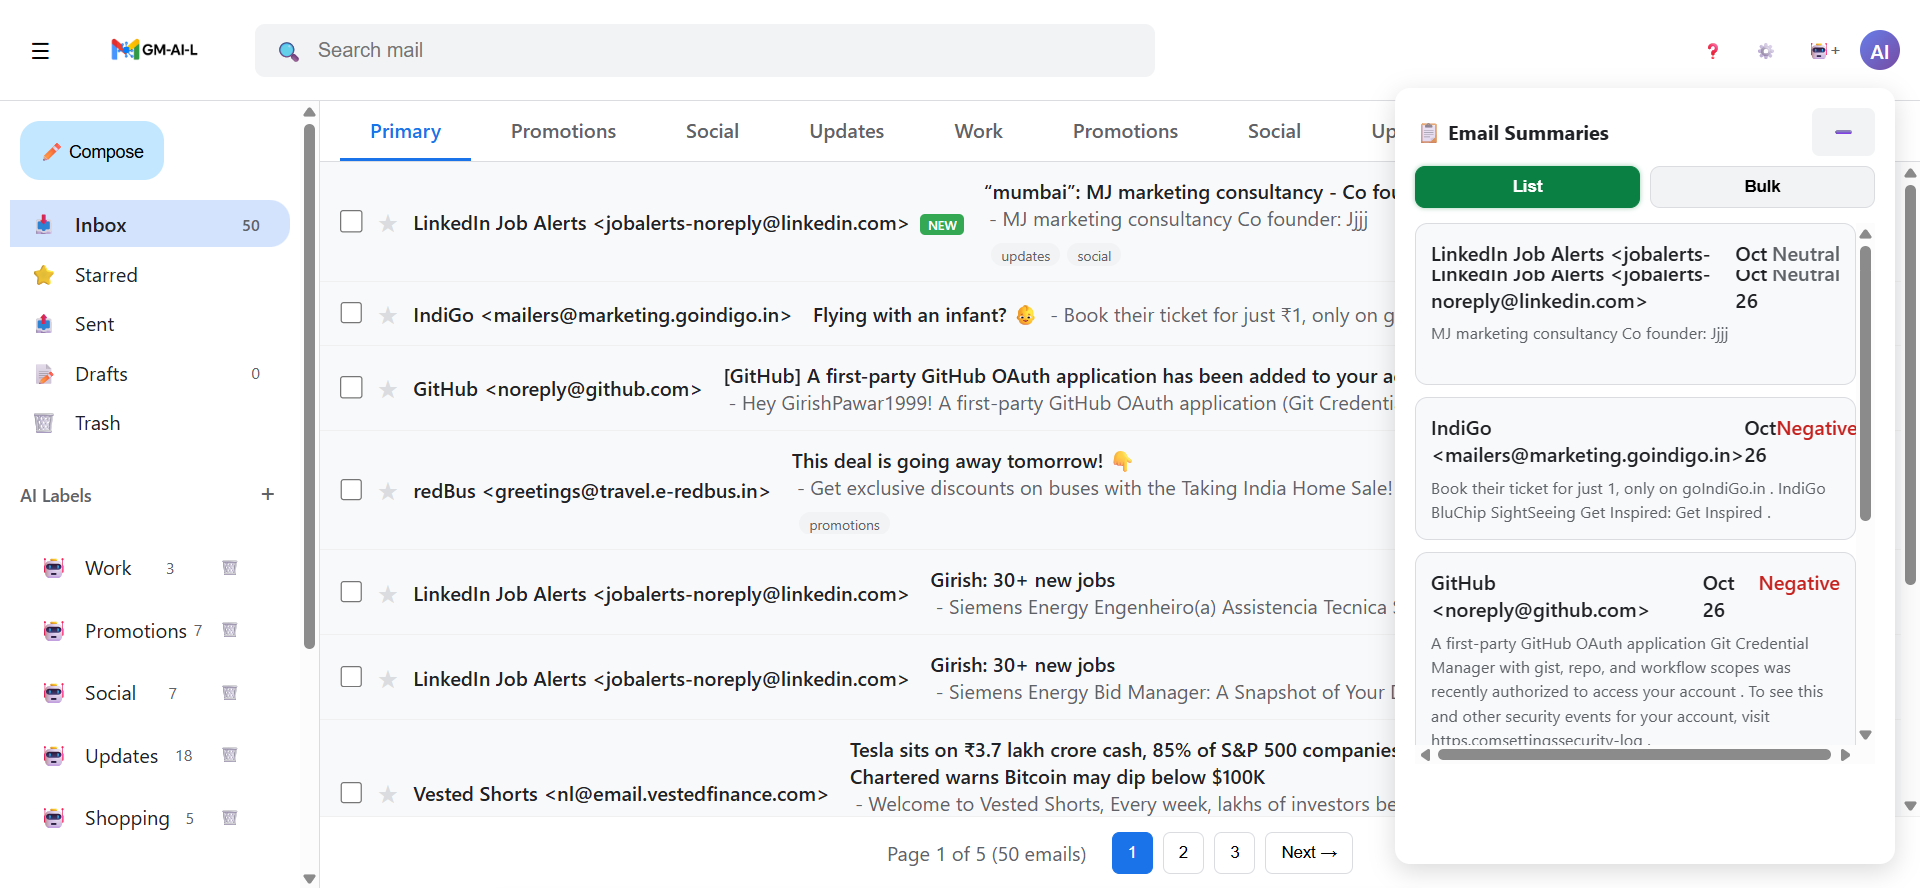 GM-AI-L
Search mail
+
AI
Compose
Inbox 50
Starred
Sent
Drafts 0
Trash
AI Labels +
Work 3
Promotions 7
Social 7
Updates 18
Shopping 5
Primary Promotions Social Updates Work Promotions Social Up
LinkedIn Job Alerts <jobalerts-noreply@linkedin.com> NEW
“mumbai”: MJ marketing consultancy - Co fou
- MJ marketing consultancy Co founder: Jjjj
updates social
IndiGo <mailers@marketing.goindigo.in> Flying with an infant? 👶 - Book their ticket for just ₹1, only on g
GitHub <noreply@github.com>
[GitHub] A first-party GitHub OAuth application has been added to your a
- Hey GirishPawar1999! A first-party GitHub OAuth application (Git Credenti
redBus <greetings@travel.e-redbus.in>
This deal is going away tomorrow! 👇
- Get exclusive discounts on buses with the Taking India Home Sale!
promotions
LinkedIn Job Alerts <jobalerts-noreply@linkedin.com>
Girish: 30+ new jobs
- Siemens Energy Engenheiro(a) Assistencia Tecnica S
LinkedIn Job Alerts <jobalerts-noreply@linkedin.com>
Girish: 30+ new jobs
- Siemens Energy Bid Manager: A Snapshot of Your D
Vested Shorts <nl@email.vestedfinance.com>
Tesla sits on ₹3.7 lakh crore cash, 85% of S&P 500 companies
Chartered warns Bitcoin may dip below $100K
- Welcome to Vested Shorts, Every week, lakhs of investors be
Page 1 of 5 (50 emails) 1 2 3 Next →
Email Summaries
List Bulk
LinkedIn Job Alerts <jobalerts- Oct Neutral
LinkedIn Job Alerts <jobalerts- Oct Neutral
noreply@linkedin.com> 26
MJ marketing consultancy Co founder: Jjjj
IndiGo Oct Negative
<mailers@marketing.goindigo.in> 26
Book their ticket for just 1, only on goIndiGo.in . IndiGo
BluChip SightSeeing Get Inspired: Get Inspired .
GitHub Oct Negative
<noreply@github.com> 26
A first-party GitHub OAuth application Git Credential
Manager with gist, repo, and workflow scopes was
recently authorized to access your account . To see this
and other security events for your account, visit
https.comsettingssecurity-log .